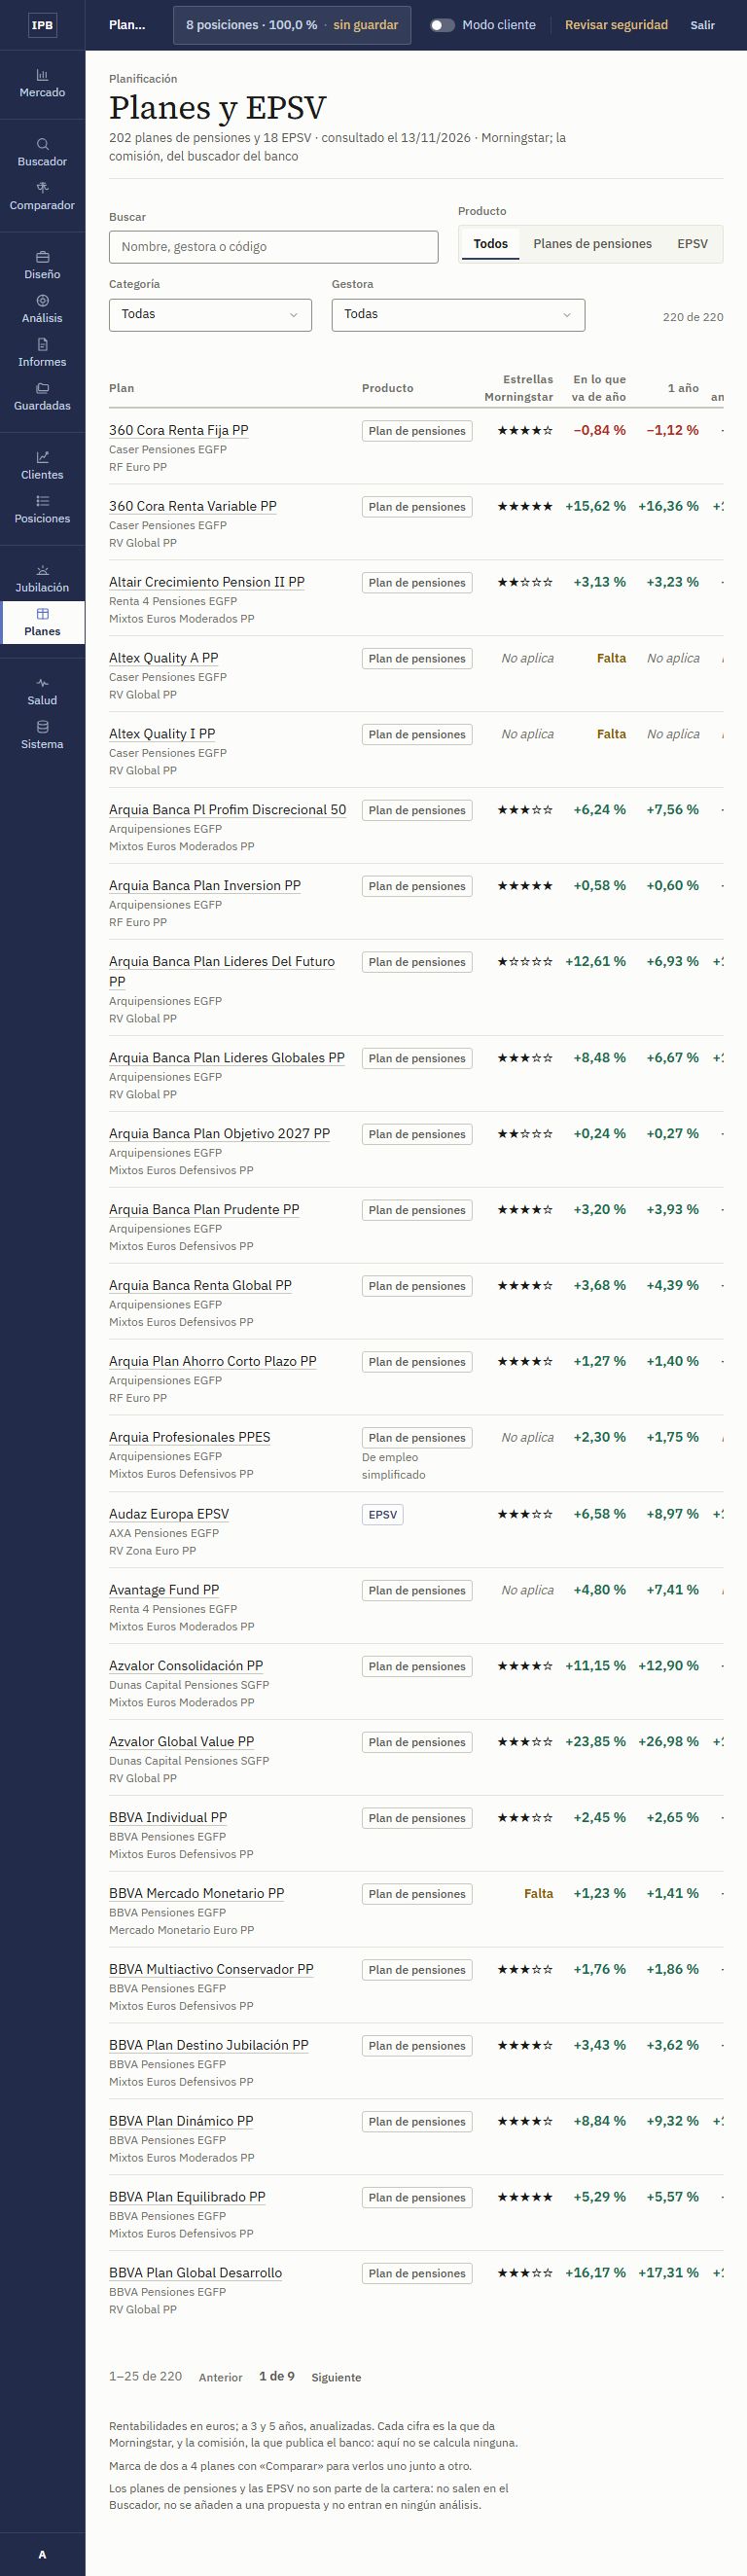 IPB
Plan...
8 posiciones · 100,0 % · sin guardar
Modo cliente
Revisar seguridad
Salir
Mercado
Buscador
Comparador
Diseño
Análisis
Informes
Guardadas
Clientes
Posiciones
Jubilación
Planes
Salud
Sistema
A
Planificación
Planes y EPSV
202 planes de pensiones y 18 EPSV · consultado el 13/11/2026 · Morningstar; la
comisión, del buscador del banco
Buscar
Nombre, gestora o código
Producto
Todos Planes de pensiones EPSV
Categoría
Todas
Gestora
Todas
220 de 220
Plan Producto Estrellas Morningstar En lo que va de año 1 año
360 Cora Renta Fija PP Plan de pensiones ★★★★☆ −0,84 % −1,12 %
Caser Pensiones EGFP
RF Euro PP
360 Cora Renta Variable PP Plan de pensiones ★★★★★ +15,62 % +16,36 %
Caser Pensiones EGFP
RV Global PP
Altair Crecimiento Pension II PP Plan de pensiones ★★☆☆☆ +3,13 % +3,23 %
Renta 4 Pensiones EGFP
Mixtos Euros Moderados PP
Altex Quality A PP Plan de pensiones No aplica Falta No aplica
Caser Pensiones EGFP
RV Global PP
Altex Quality I PP Plan de pensiones No aplica Falta No aplica
Caser Pensiones EGFP
RV Global PP
Arquia Banca Pl Profim Discrecional 50 Plan de pensiones ★★★☆☆ +6,24 % +7,56 %
Arquipensiones EGFP
Mixtos Euros Moderados PP
Arquia Banca Plan Inversion PP Plan de pensiones ★★★★★ +0,58 % +0,60 %
Arquipensiones EGFP
RF Euro PP
Arquia Banca Plan Lideres Del Futuro Plan de pensiones ★☆☆☆☆ +12,61 % +6,93 %
PP
Arquipensiones EGFP
RV Global PP
Arquia Banca Plan Lideres Globales PP Plan de pensiones ★★★☆☆ +8,48 % +6,67 %
Arquipensiones EGFP
RV Global PP
Arquia Banca Plan Objetivo 2027 PP Plan de pensiones ★★☆☆☆ +0,24 % +0,27 %
Arquipensiones EGFP
Mixtos Euros Defensivos PP
Arquia Banca Plan Prudente PP Plan de pensiones ★★★★☆ +3,20 % +3,93 %
Arquipensiones EGFP
Mixtos Euros Defensivos PP
Arquia Banca Renta Global PP Plan de pensiones ★★★★☆ +3,68 % +4,39 %
Arquipensiones EGFP
Mixtos Euros Defensivos PP
Arquia Plan Ahorro Corto Plazo PP Plan de pensiones ★★★★☆ +1,27 % +1,40 %
Arquipensiones EGFP
RF Euro PP
Arquia Profesionales PPES Plan de pensiones No aplica +2,30 % +1,75 %
Arquipensiones EGFP De empleo
Mixtos Euros Defensivos PP simplificado
Audaz Europa EPSV EPSV ★★★☆☆ +6,58 % +8,97 %
AXA Pensiones EGFP
RV Zona Euro PP
Avantage Fund PP Plan de pensiones No aplica +4,80 % +7,41 %
Renta 4 Pensiones EGFP
Mixtos Euros Moderados PP
Azvalor Consolidación PP Plan de pensiones ★★★★☆ +11,15 % +12,90 %
Dunas Capital Pensiones SGFP
Mixtos Euros Moderados PP
Azvalor Global Value PP Plan de pensiones ★★★☆☆ +23,85 % +26,98 %
Dunas Capital Pensiones SGFP
RV Global PP
BBVA Individual PP Plan de pensiones ★★★☆☆ +2,45 % +2,65 %
BBVA Pensiones EGFP
Mixtos Euros Defensivos PP
BBVA Mercado Monetario PP Plan de pensiones Falta +1,23 % +1,41 %
BBVA Pensiones EGFP
Mercado Monetario Euro PP
BBVA Multiactivo Conservador PP Plan de pensiones ★★★☆☆ +1,76 % +1,86 %
BBVA Pensiones EGFP
Mixtos Euros Defensivos PP
BBVA Plan Destino Jubilación PP Plan de pensiones ★★★★☆ +3,43 % +3,62 %
BBVA Pensiones EGFP
Mixtos Euros Defensivos PP
BBVA Plan Dinámico PP Plan de pensiones ★★★★☆ +8,84 % +9,32 %
BBVA Pensiones EGFP
Mixtos Euros Moderados PP
BBVA Plan Equilibrado PP Plan de pensiones ★★★★★ +5,29 % +5,57 %
BBVA Pensiones EGFP
Mixtos Euros Defensivos PP
BBVA Plan Global Desarrollo Plan de pensiones ★★★☆☆ +16,17 % +17,31 %
BBVA Pensiones EGFP
RV Global PP
1–25 de 220 Anterior 1 de 9 Siguiente
Rentabilidades en euros; a 3 y 5 años, anualizadas. Cada cifra es la que da
Morningstar, y la comisión, la que publica el banco: aquí no se calcula ninguna.
Marca de dos a 4 planes con «Comparar» para verlos uno junto a otro.
Los planes de pensiones y las EPSV no son parte de la cartera: no salen en el
Buscador, no se añaden a una propuesta y no entran en ningún análisis.